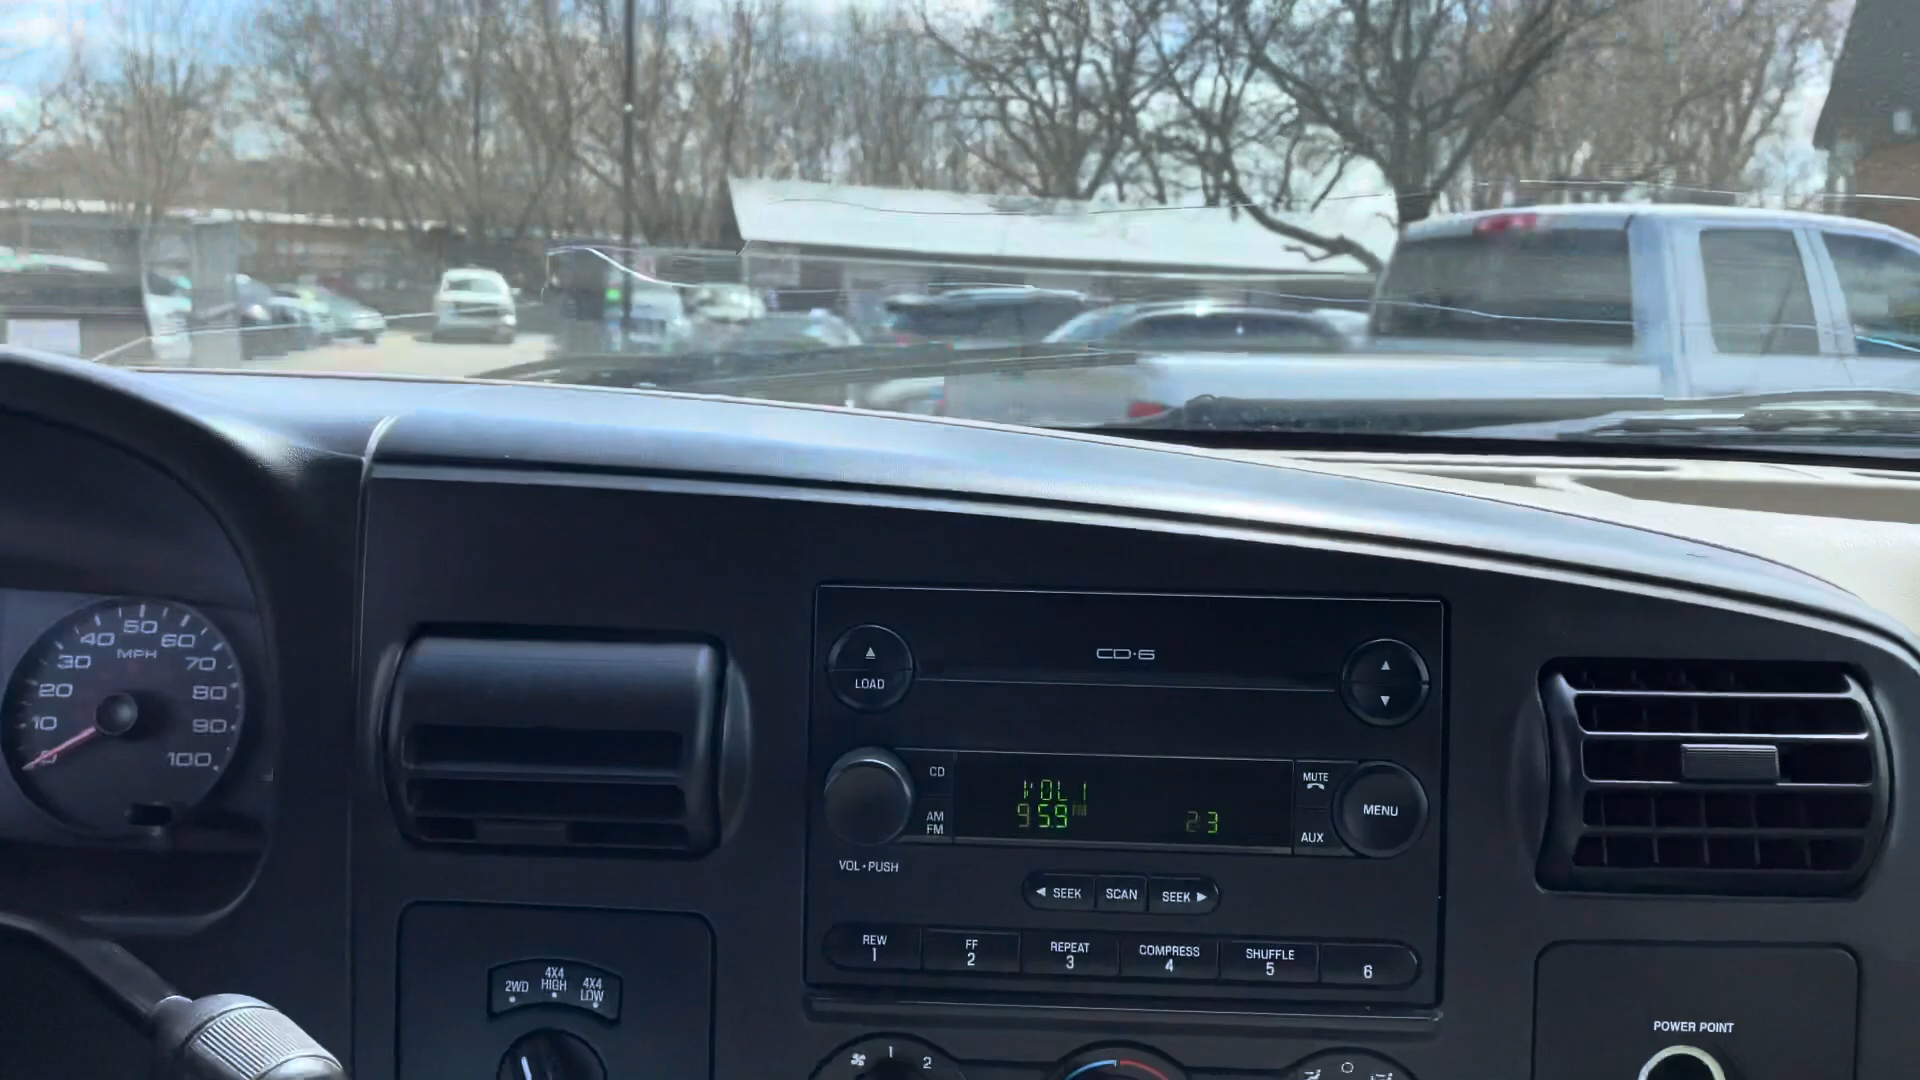 50
40 60
MPH
30 70
20 80
10 90
0 100
CD·6
LOAD
CD
AM
FM
VOL 1
95.9 FM
23
MUTE
AUX
MENU
VOL·PUSH
SEEK SCAN SEEK
REW
1
FF
2
REPEAT
3
COMPRESS
4
SHUFFLE
5
6
2WD
4X4
HIGH
4X4
LOW
1 2
POWER POINT